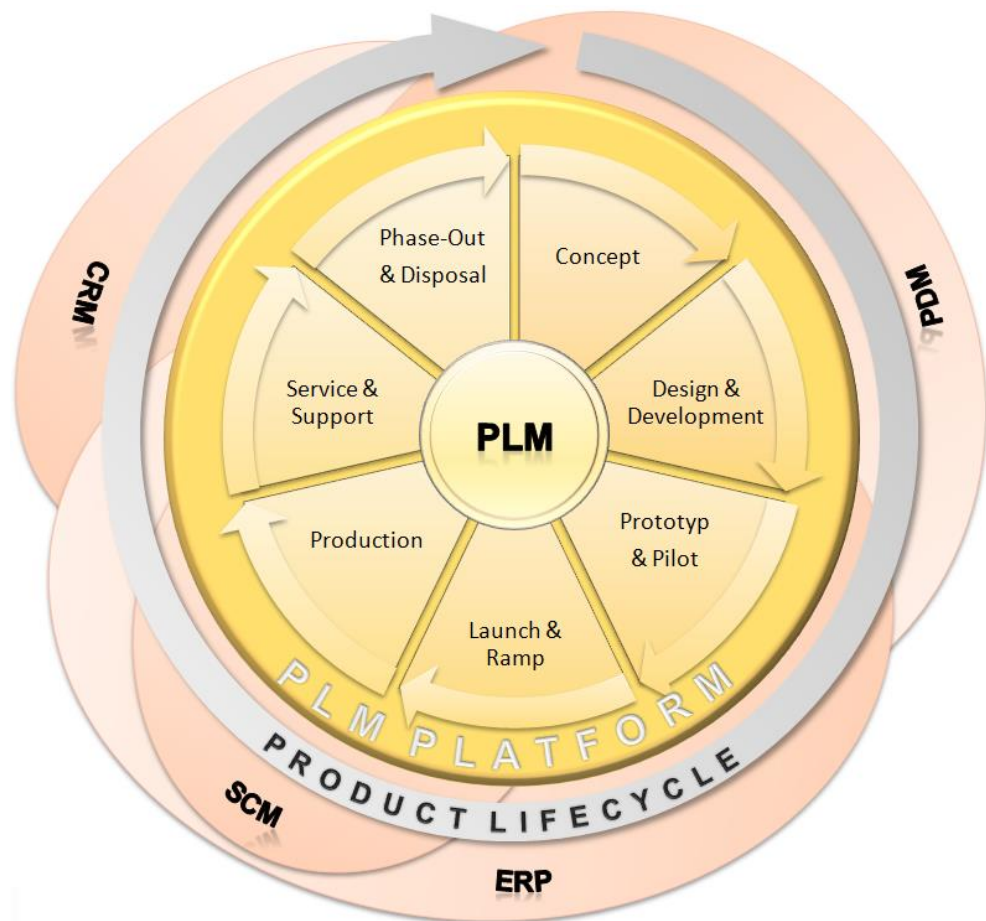 CRM
PDM
Phase-Out
& Disposal
Concept
Service &
Support
Design &
Development
PLM
Production
Prototyp
& Pilot
Launch &
Ramp
PLM PLATFORM
PRODUCT LIFECYCLE
SCM
ERP